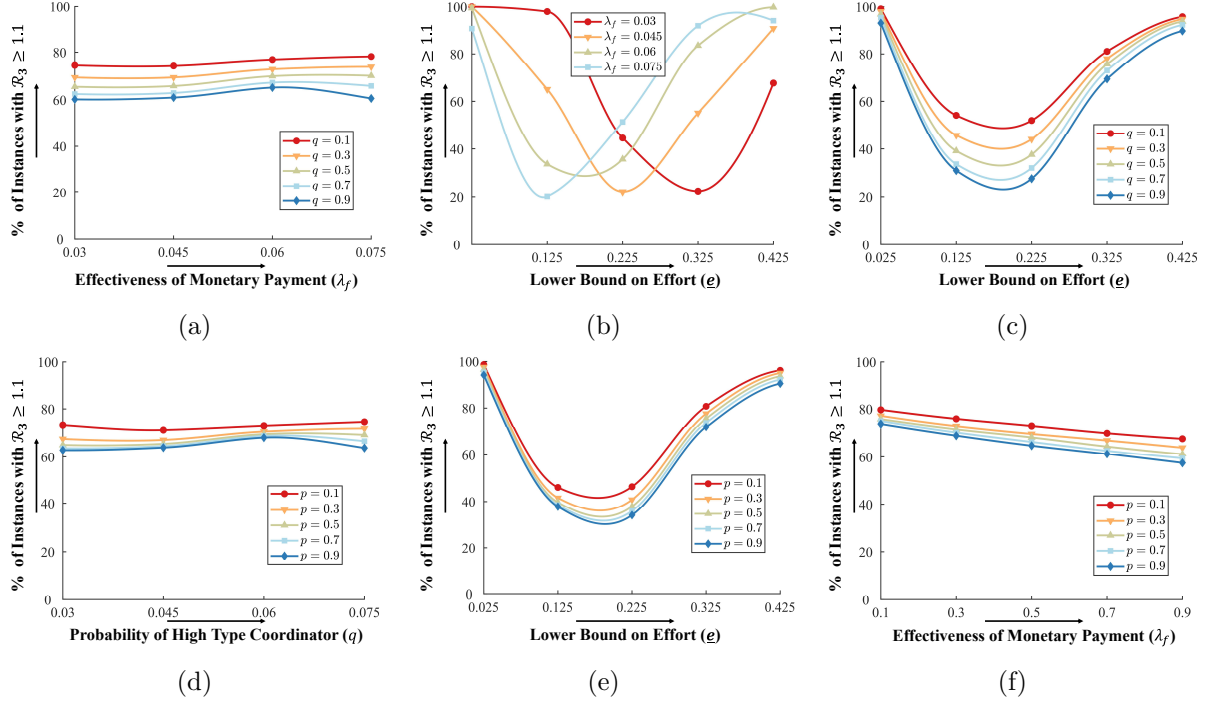 % of Instances with ℛ₃ ≥ 1.1
100
80
60
40
20
0
0.03 0.045 0.06 0.075
Effectiveness of Monetary Payment (λ_f)
q = 0.1
q = 0.3
q = 0.5
q = 0.7
q = 0.9
(a)
% of Instances with ℛ₃ ≥ 1.1
100
80
60
40
20
0
0.125 0.225 0.325 0.425
Lower Bound on Effort (e)
λ_f = 0.03
λ_f = 0.045
λ_f = 0.06
λ_f = 0.075
(b)
% of Instances with ℛ₃ ≥ 1.1
100
80
60
40
20
0
0.025 0.125 0.225 0.325 0.425
Lower Bound on Effort (e)
q = 0.1
q = 0.3
q = 0.5
q = 0.7
q = 0.9
(c)
% of Instances with ℛ₃ ≥ 1.1
100
80
60
40
20
0
0.03 0.045 0.06 0.075
Probability of High Type Coordinator (q)
p = 0.1
p = 0.3
p = 0.5
p = 0.7
p = 0.9
(d)
% of Instances with ℛ₃ ≥ 1.1
100
80
60
40
20
0.025 0.125 0.225 0.325 0.425
Lower Bound on Effort (e)
p = 0.1
p = 0.3
p = 0.5
p = 0.7
p = 0.9
(e)
% of Instances with ℛ₃ ≥ 1.1
100
80
60
40
20
0
0.1 0.3 0.5 0.7 0.9
Effectiveness of Monetary Payment (λ_f)
p = 0.1
p = 0.3
p = 0.5
p = 0.7
p = 0.9
(f)